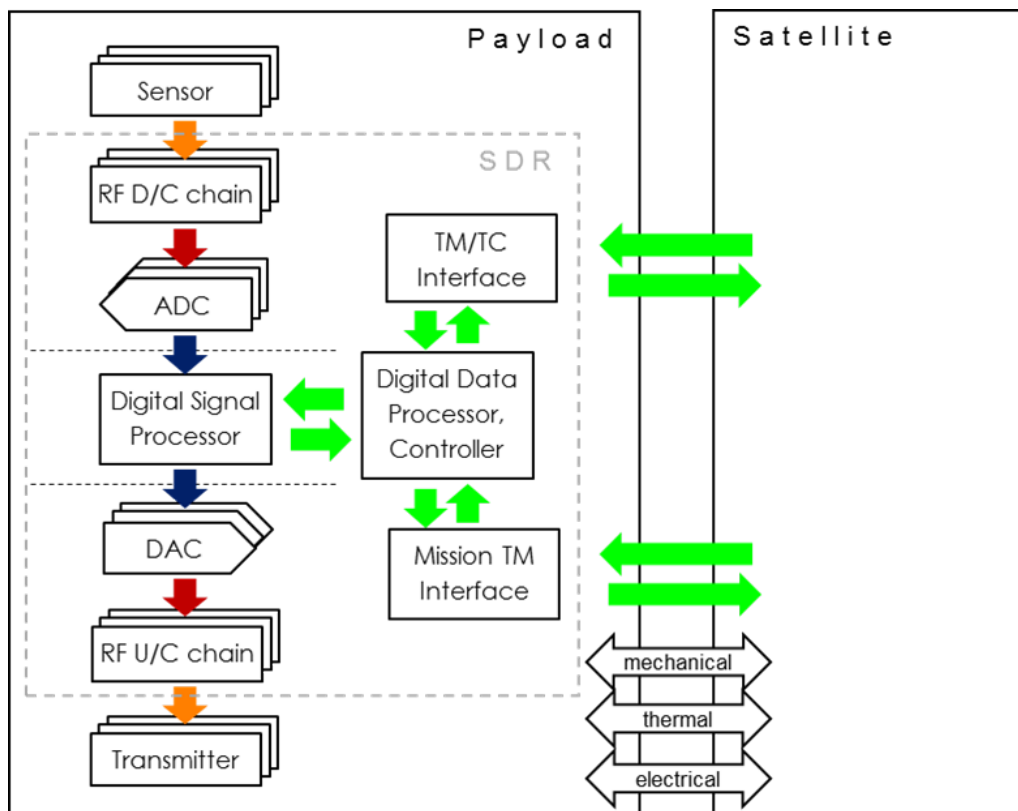 Payload
Satellite
Sensor
SDR
RF D/C chain
TM/TC
Interface
ADC
Digital Signal
Processor
Digital Data
Processor,
Controller
DAC
Mission TM
Interface
RF U/C chain
mechanical
thermal
Transmitter
electrical